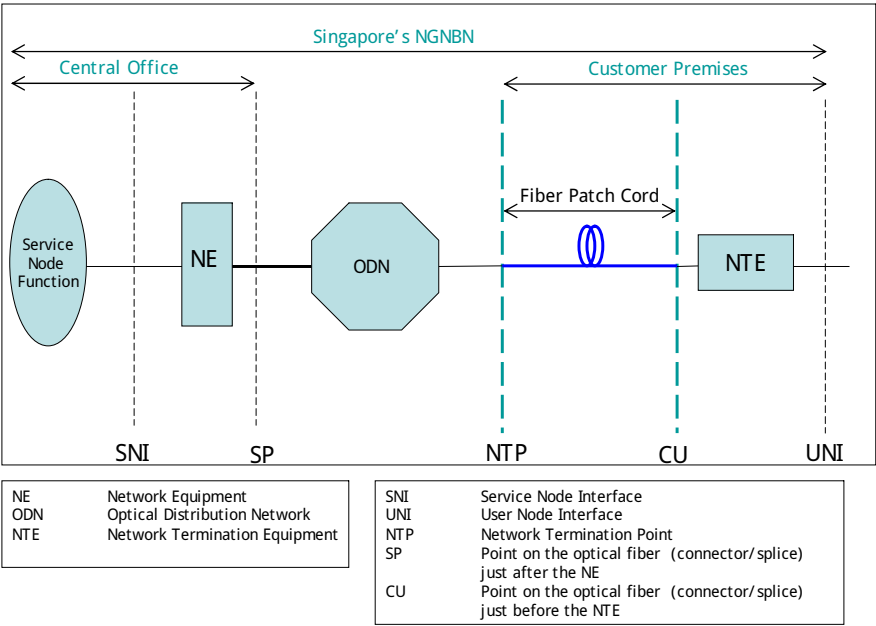 Singapore's NGNBN
Central Office
Customer Premises
Fiber Patch Cord
Service
Node
Function
NE
ODN
NTE
SNI
SP
NTP
CU
UNI
NE Network Equipment
ODN Optical Distribution Network
NTE Network Termination Equipment
SNI Service Node Interface
UNI User Node Interface
NTP Network Termination Point
SP Point on the optical fiber (connector/splice)
just after the NE
CU Point on the optical fiber (connector/splice)
just before the NTE